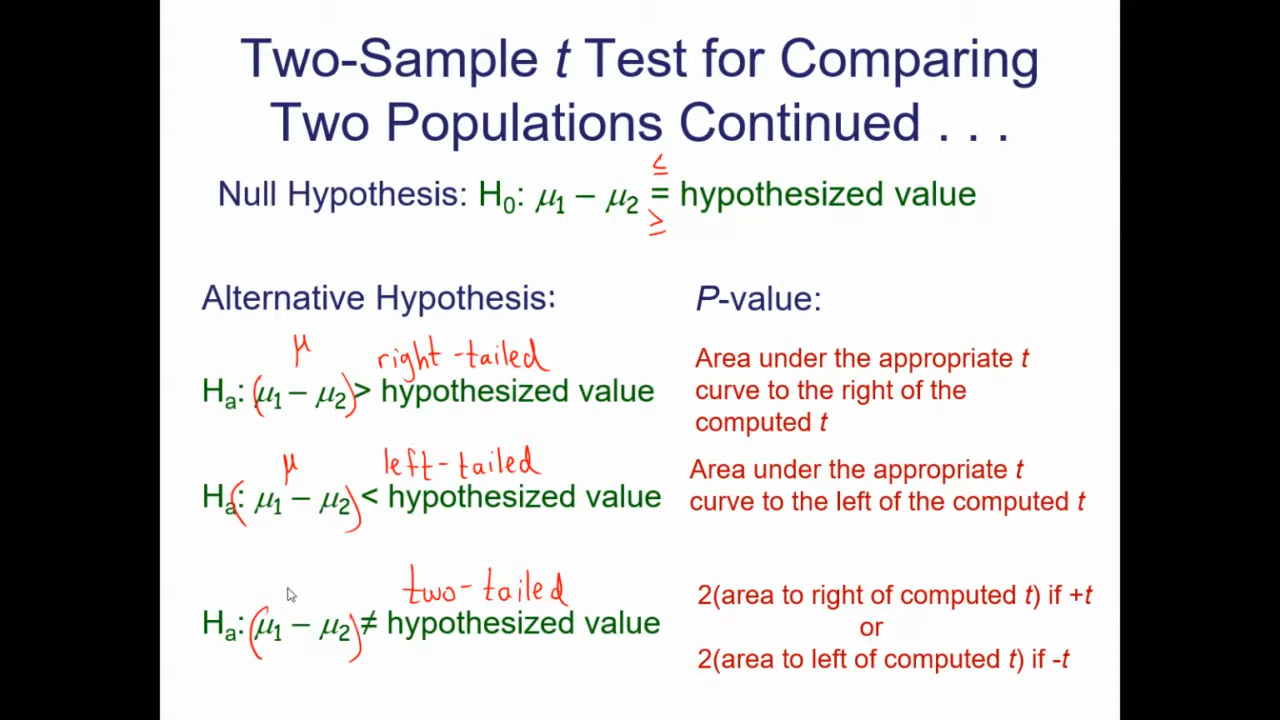 Two-Sample t Test for Comparing
Two Populations Continued . . .
≤
Null Hypothesis: H₀: μ₁ − μ₂ = hypothesized value
≥
Alternative Hypothesis:
P-value:
μ right-tailed
Hₐ: (μ₁ − μ₂) > hypothesized value
Area under the appropriate t
curve to the right of the
computed t
μ left-tailed
Hₐ: (μ₁ − μ₂) < hypothesized value
Area under the appropriate t
curve to the left of the computed t
two-tailed
Hₐ: (μ₁ − μ₂) ≠ hypothesized value
2(area to right of computed t) if +t
or
2(area to left of computed t) if -t